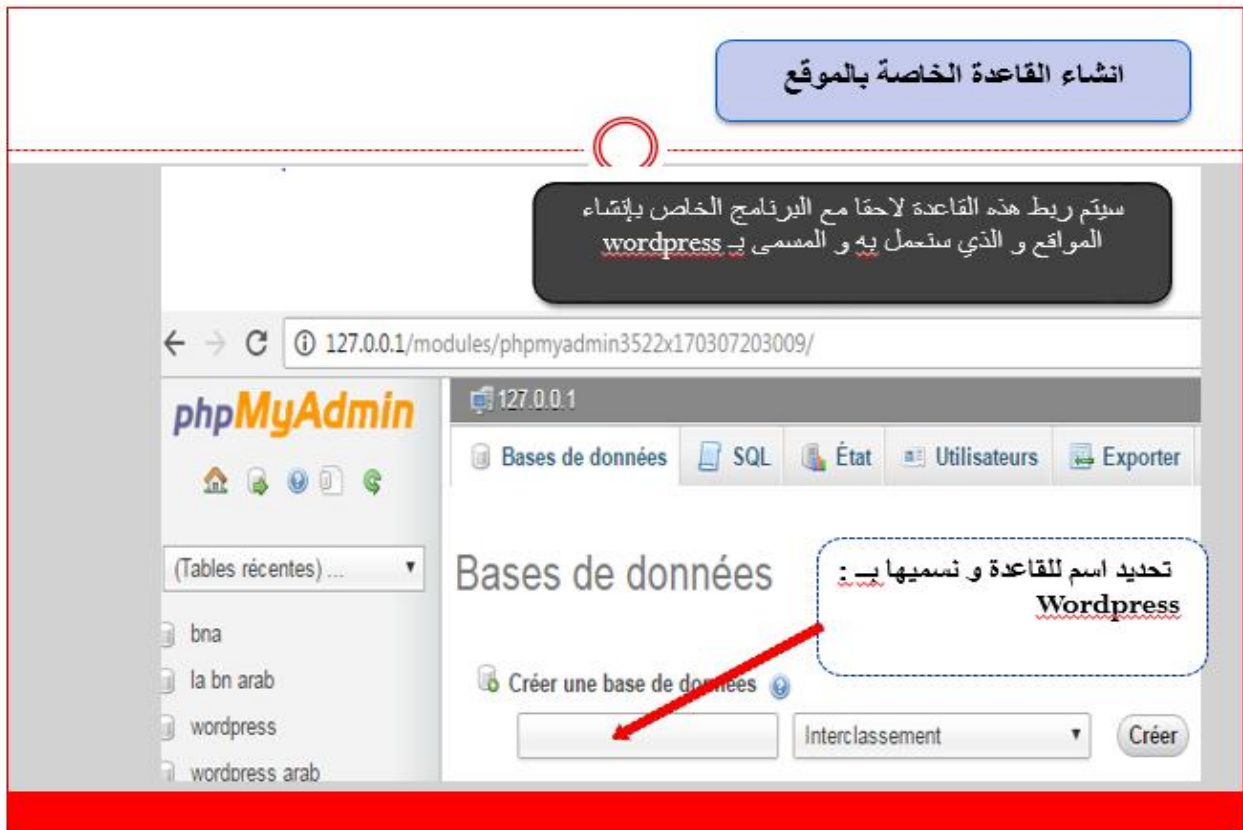 انشاء القاعدة الخاصة بالموقع
سيتم ربط هذه القاعدة لاحقا مع البرنامج الخاص بإنشاء
المواقع و الذي سنعمل به و المسمى بـ wordpress
127.0.0.1/modules/phpmyadmin3522x170307203009/
phpMyAdmin
127.0.0.1
Bases de données SQL État Utilisateurs Exporter
(Tables récentes) ...
Bases de données
تحديد اسم للقاعدة و نسميها بــ :
Wordpress
bna
la bn arab
wordpress
wordpress arab
Créer une base de données
Interclassement Créer